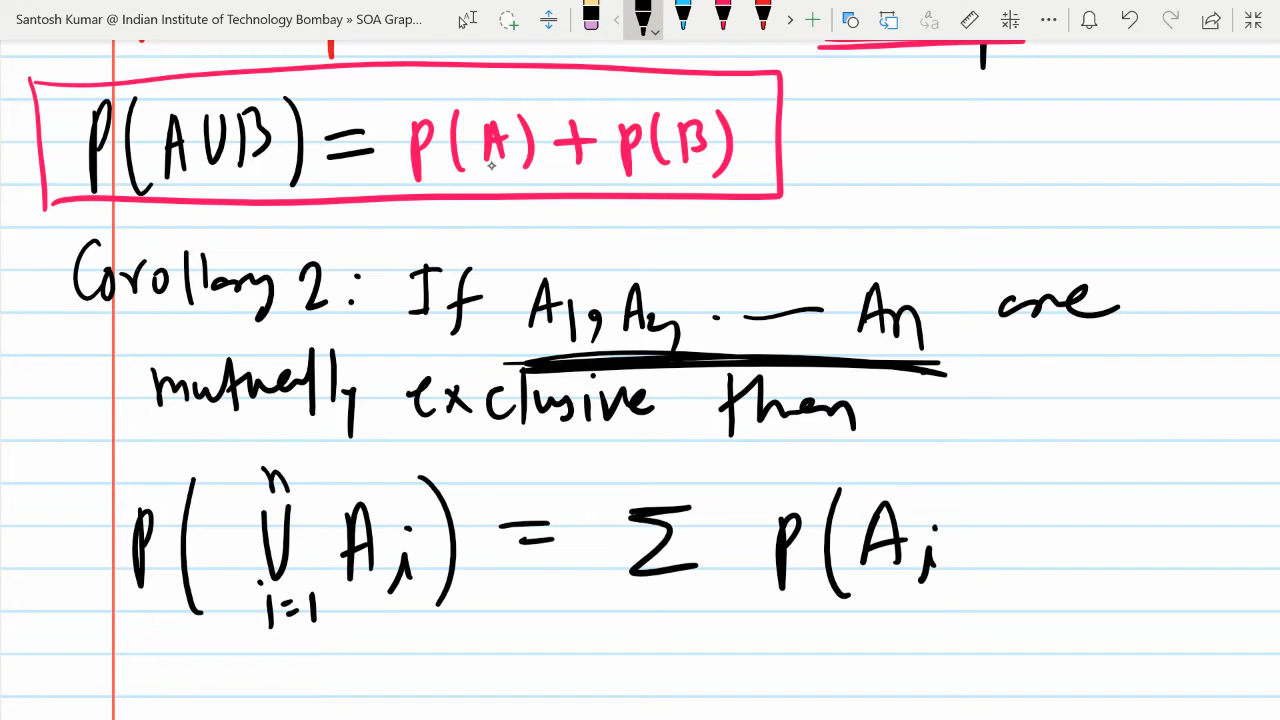 Santosh Kumar @ Indian Institute of Technology Bombay » SOA Grap...
P(A∪B) = P(A) + P(B)
Corollary 2: If A1, A2, . — An are
mutually exclusive then
n
P( ∪ Ai ) = Σ P(Ai
i=1